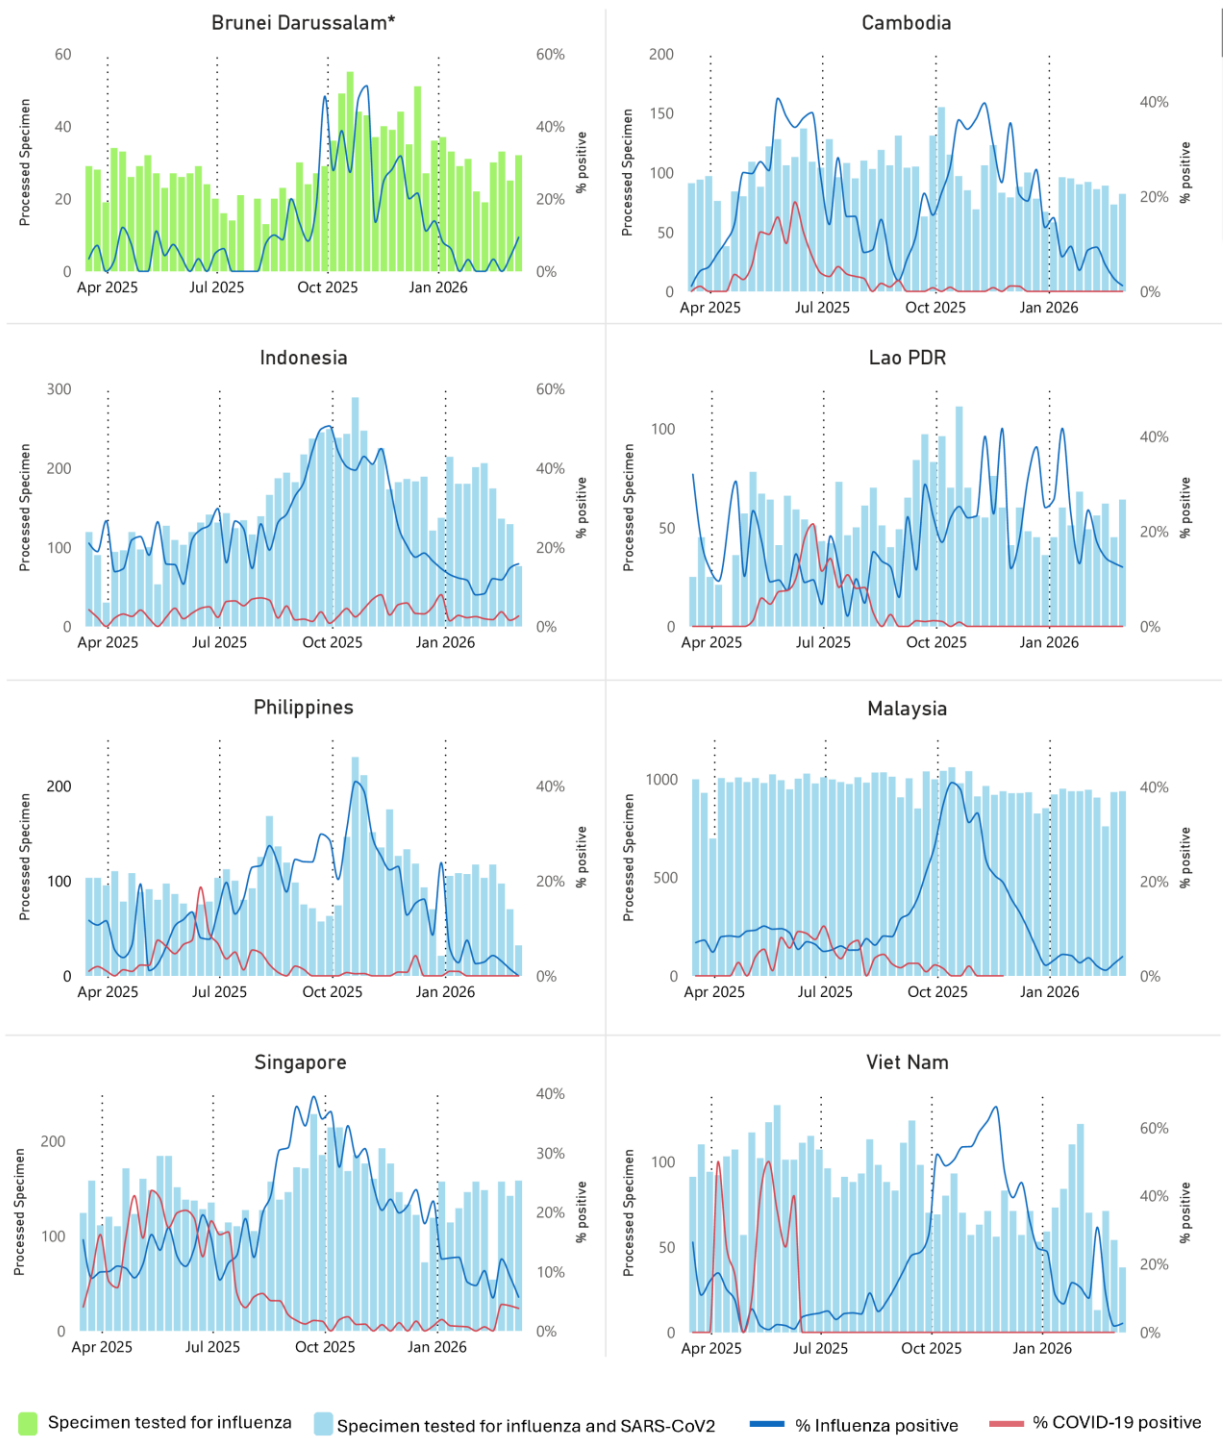 Brunei Darussalam*
Processed Specimen
60
40
20
0
60%
40%
20%
0%
% positive
Apr 2025 Jul 2025 Oct 2025 Jan 2026
Cambodia
Processed Specimen
200
150
100
50
0
40%
20%
0%
% positive
Apr 2025 Jul 2025 Oct 2025 Jan 2026
Indonesia
Processed Specimen
300
200
100
0
60%
40%
20%
0%
% positive
Apr 2025 Jul 2025 Oct 2025 Jan 2026
Lao PDR
Processed Specimen
100
50
0
40%
20%
0%
% positive
Apr 2025 Jul 2025 Oct 2025 Jan 2026
Philippines
Processed Specimen
200
100
0
40%
20%
0%
% positive
Apr 2025 Jul 2025 Oct 2025 Jan 2026
Malaysia
Processed Specimen
1000
500
0
40%
20%
0%
% positive
Apr 2025 Jul 2025 Oct 2025 Jan 2026
Singapore
Processed Specimen
200
100
0
40%
30%
20%
10%
0%
% positive
Apr 2025 Jul 2025 Oct 2025 Jan 2026
Viet Nam
Processed Specimen
100
50
0
60%
40%
20%
0%
% positive
Apr 2025 Jul 2025 Oct 2025 Jan 2026
Specimen tested for influenza Specimen tested for influenza and SARS-CoV2 % Influenza positive % COVID-19 positive